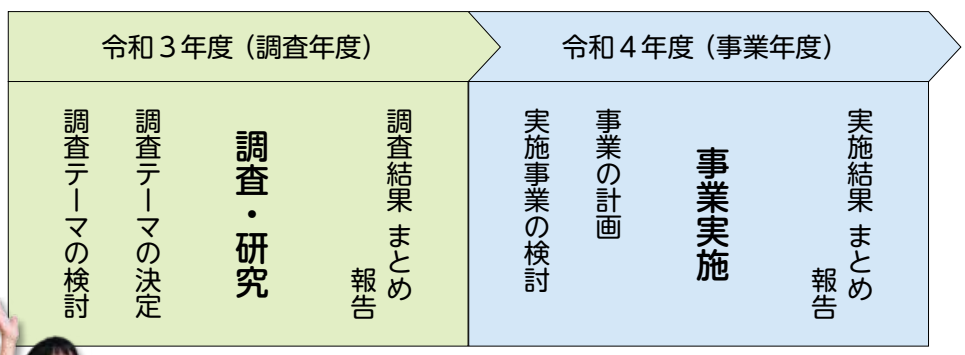 令和３年度（調査年度）
調査テーマの検討
調査テーマの決定
調査・研究
調査結果 まとめ
報告
令和４年度（事業年度）
実施事業の検討
事業の計画
事業実施
実施結果 まとめ
報告